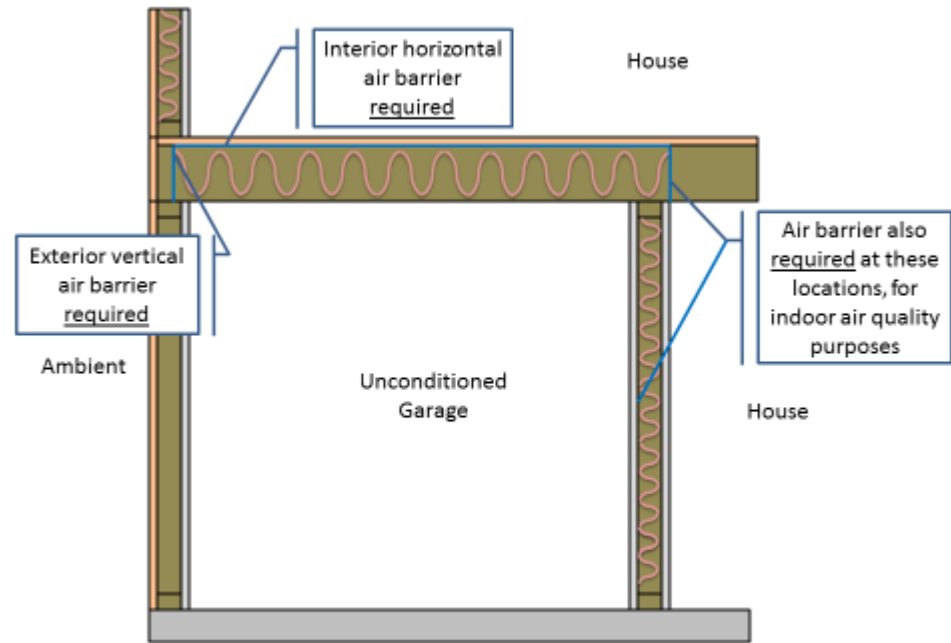 Interior horizontal
air barrier
required
House
Exterior vertical
air barrier
required
Air barrier also
required at these
locations, for
indoor air quality
purposes
Ambient
Unconditioned
Garage
House